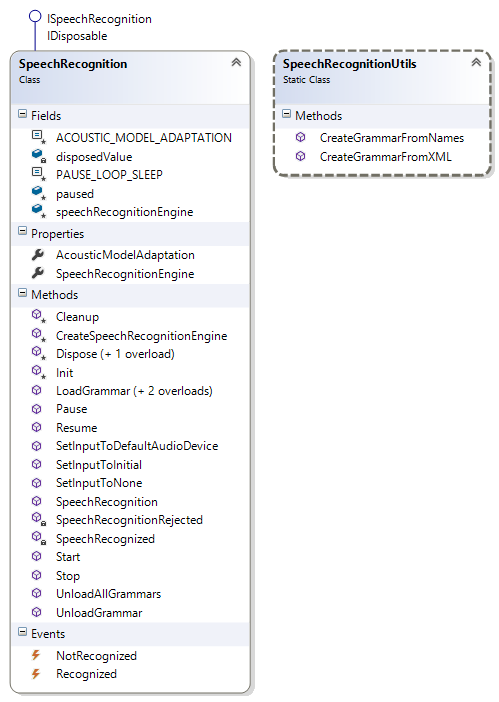 ISpeechRecognition
IDisposable
SpeechRecognition
Class
Fields
ACOUSTIC_MODEL_ADAPTATION
disposedValue
PAUSE_LOOP_SLEEP
paused
speechRecognitionEngine
Properties
AcousticModelAdaptation
SpeechRecognitionEngine
Methods
Cleanup
CreateSpeechRecognitionEngine
Dispose (+ 1 overload)
Init
LoadGrammar (+ 2 overloads)
Pause
Resume
SetInputToDefaultAudioDevice
SetInputToInitial
SetInputToNone
SpeechRecognition
SpeechRecognitionRejected
SpeechRecognized
Start
Stop
UnloadAllGrammars
UnloadGrammar
Events
NotRecognized
Recognized
SpeechRecognitionUtils
Static Class
Methods
CreateGrammarFromNames
CreateGrammarFromXML